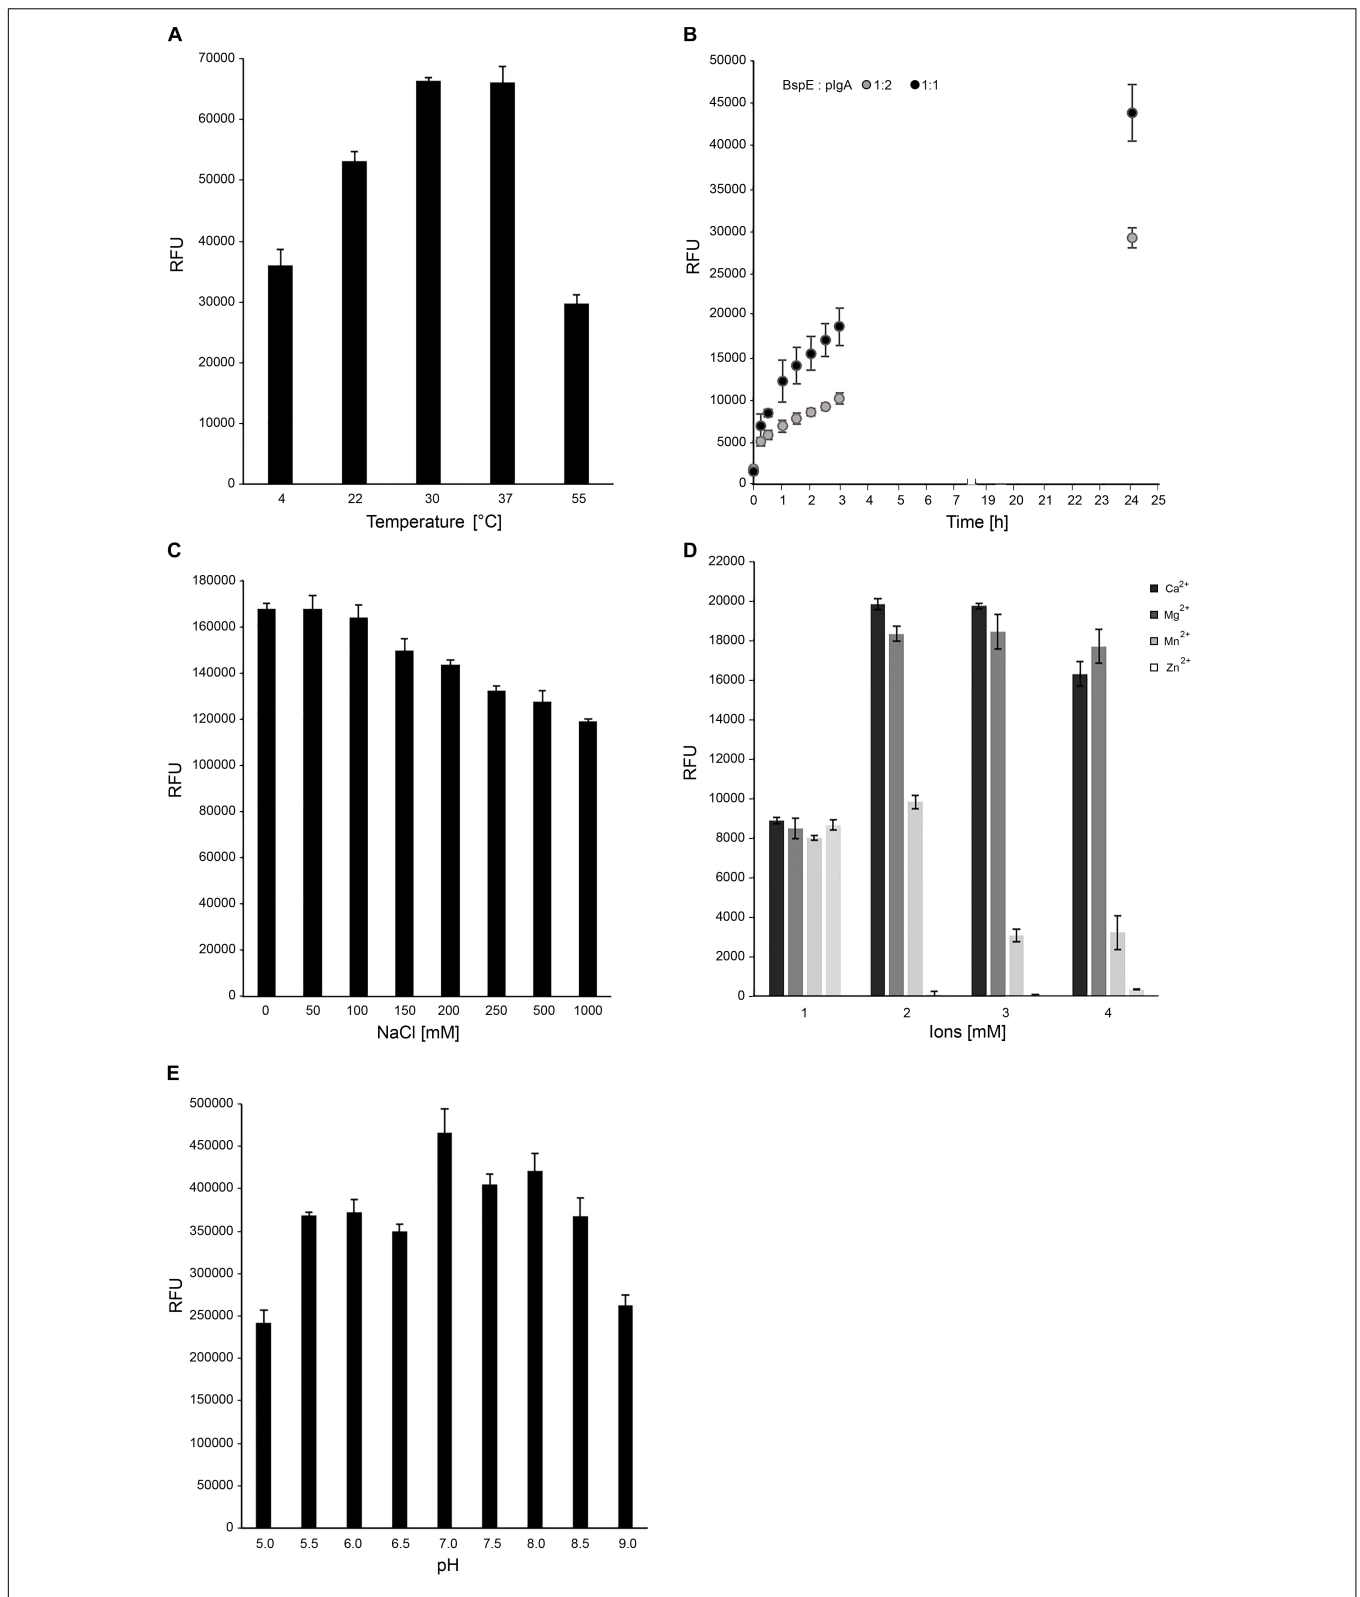 A
70000
60000
50000
40000
30000
20000
10000
0
RFU
4 22 30 37 55
Temperature [°C]
B
BspE : pIgA 1:2 1:1
50000
45000
40000
35000
30000
25000
20000
15000
10000
5000
0
RFU
0 1 2 3 4 5 6 7 19 20 21 22 23 24 25
Time [h]
C
180000
160000
140000
120000
100000
80000
60000
40000
20000
0
RFU
0 50 100 150 200 250 500 1000
NaCl [mM]
D
22000
20000
18000
16000
14000
12000
10000
8000
6000
4000
2000
0
RFU
Ca2+
Mg2+
Mn2+
Zn2+
1 2 3 4
Ions [mM]
E
500000
450000
400000
350000
300000
250000
200000
150000
100000
50000
0
RFU
5.0 5.5 6.0 6.5 7.0 7.5 8.0 8.5 9.0
pH